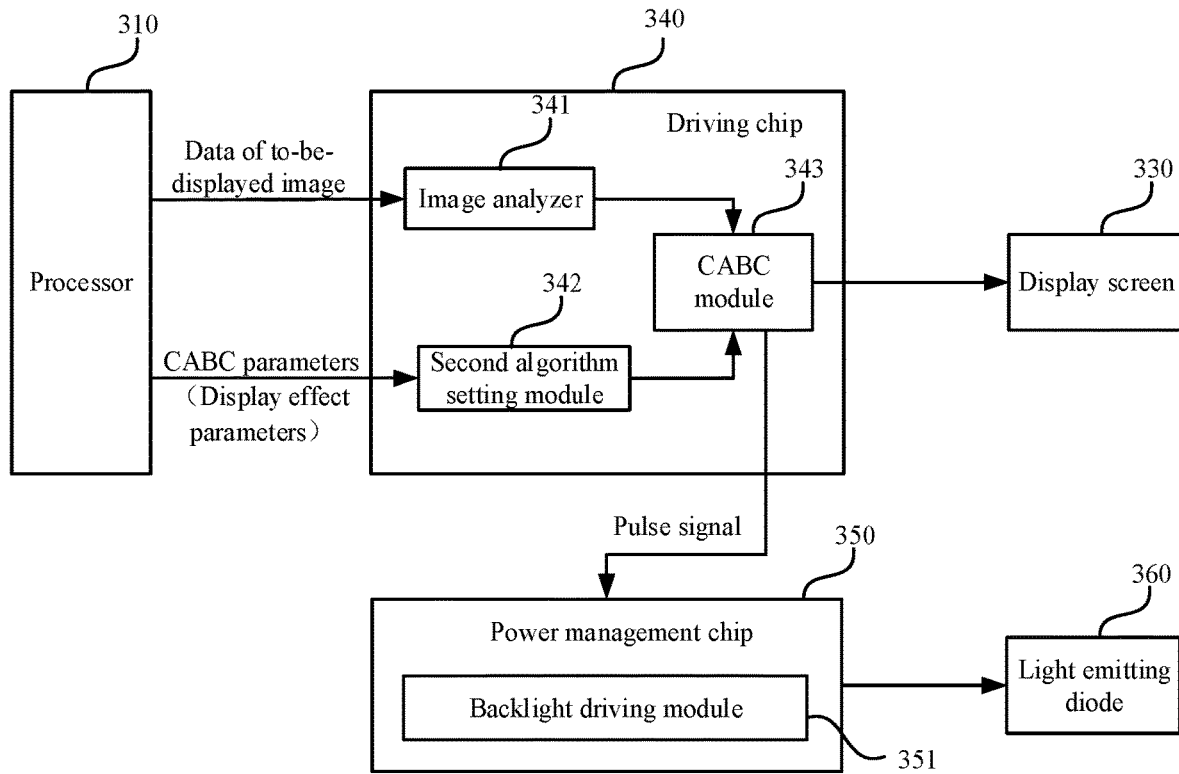 310
340
341
Driving chip
343
330
Data of to-be-
displayed image
Image analyzer
Processor
CABC
module
Display screen
342
CABC parameters
（Display effect
parameters）
Second algorithm
setting module
Pulse signal
350
360
Power management chip
Light emitting
diode
Backlight driving module
351